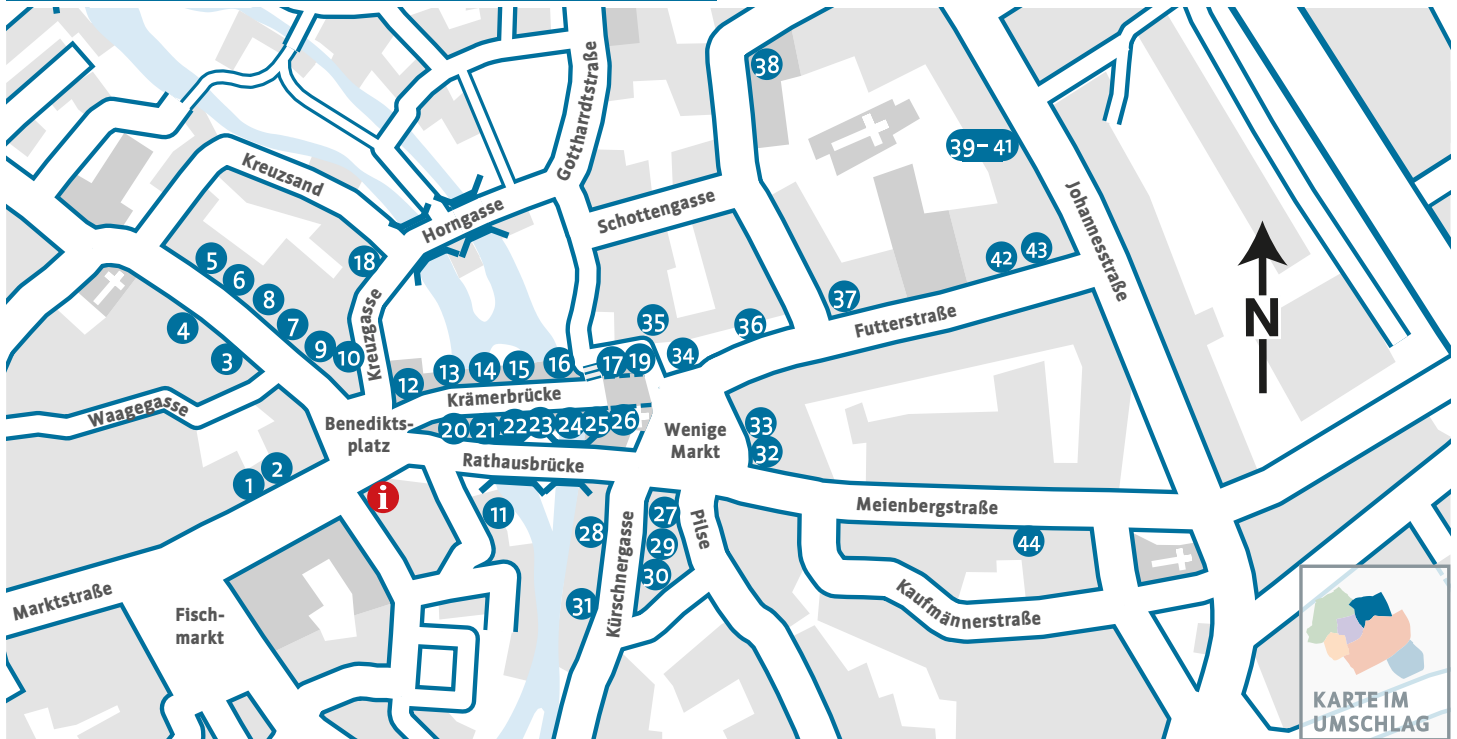 38
Gotthardtstraße
39–41
Kreuzsand
Johannesstraße
Schottengasse
Horngasse
5
18
6
8
7
4
9
3
10
Kreuzgasse
43
42
37
35
36
34
Futterstraße
N
12
13
14
15
16
17
19
Krämerbrücke
Waagegasse
Benedikts-
platz
20
21
22
23
24
25
26
Wenige
Markt
33
32
Rathausbrücke
2
1
i
11
28
27
29
30
31
Kürschnergasse
Pilse
Meienbergstraße
44
Kaufmännerstraße
Marktstraße
Fisch-
markt
KARTE IM
UMSCHLAG